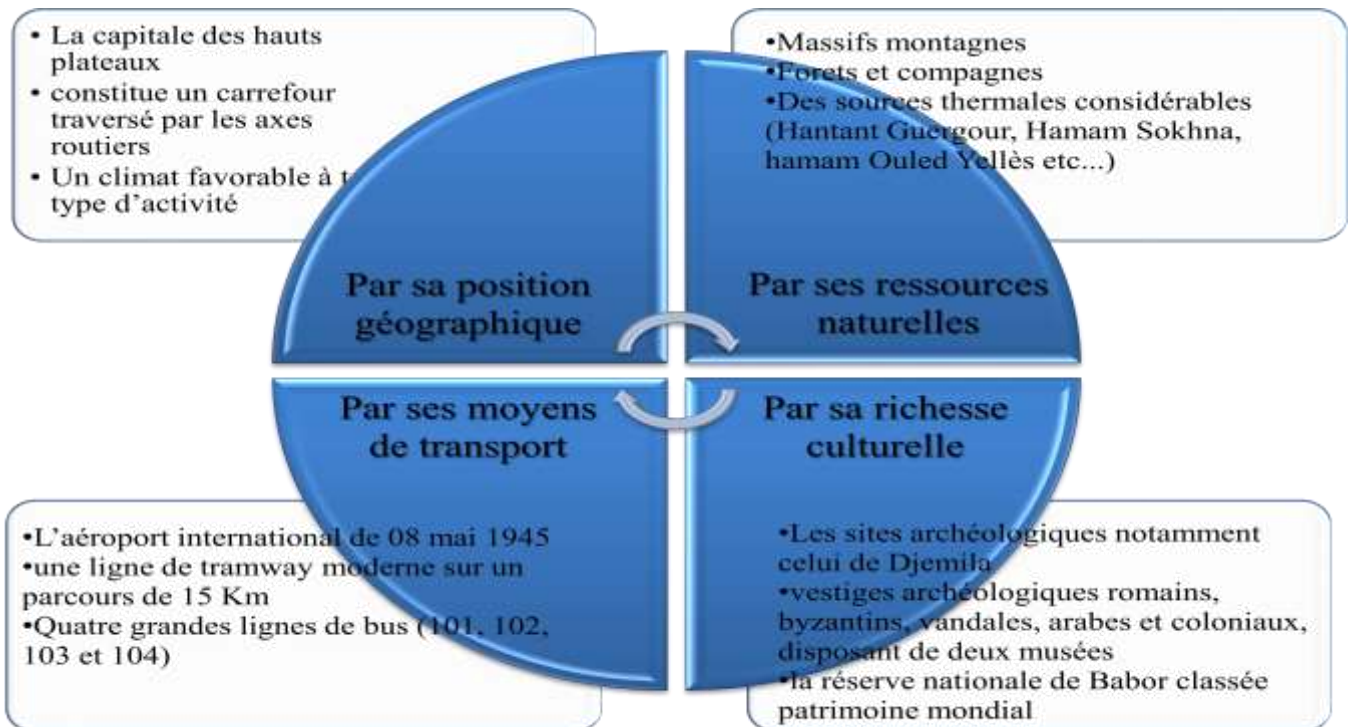 • La capitale des hauts
plateaux
• constitue un carrefour
traversé par les axes
routiers
• Un climat favorable à t
type d'activité
•Massifs montagnes
•Forets et compagnes
•Des sources thermales considérables
(Hantant Guergour, Hamam Sokhna,
hamam Ouled Yellès etc...)
Par sa position
géographique
Par ses ressources
naturelles
Par ses moyens
de transport
Par sa richesse
culturelle
•L'aéroport international de 08 mai 1945
•une ligne de tramway moderne sur un
parcours de 15 Km
•Quatre grandes lignes de bus (101, 102,
103 et 104)
•Les sites archéologiques notamment
celui de Djemila
•vestiges archéologiques romains,
byzantins, vandales, arabes et coloniaux,
disposant de deux musées
•la réserve nationale de Babor classée
patrimoine mondial